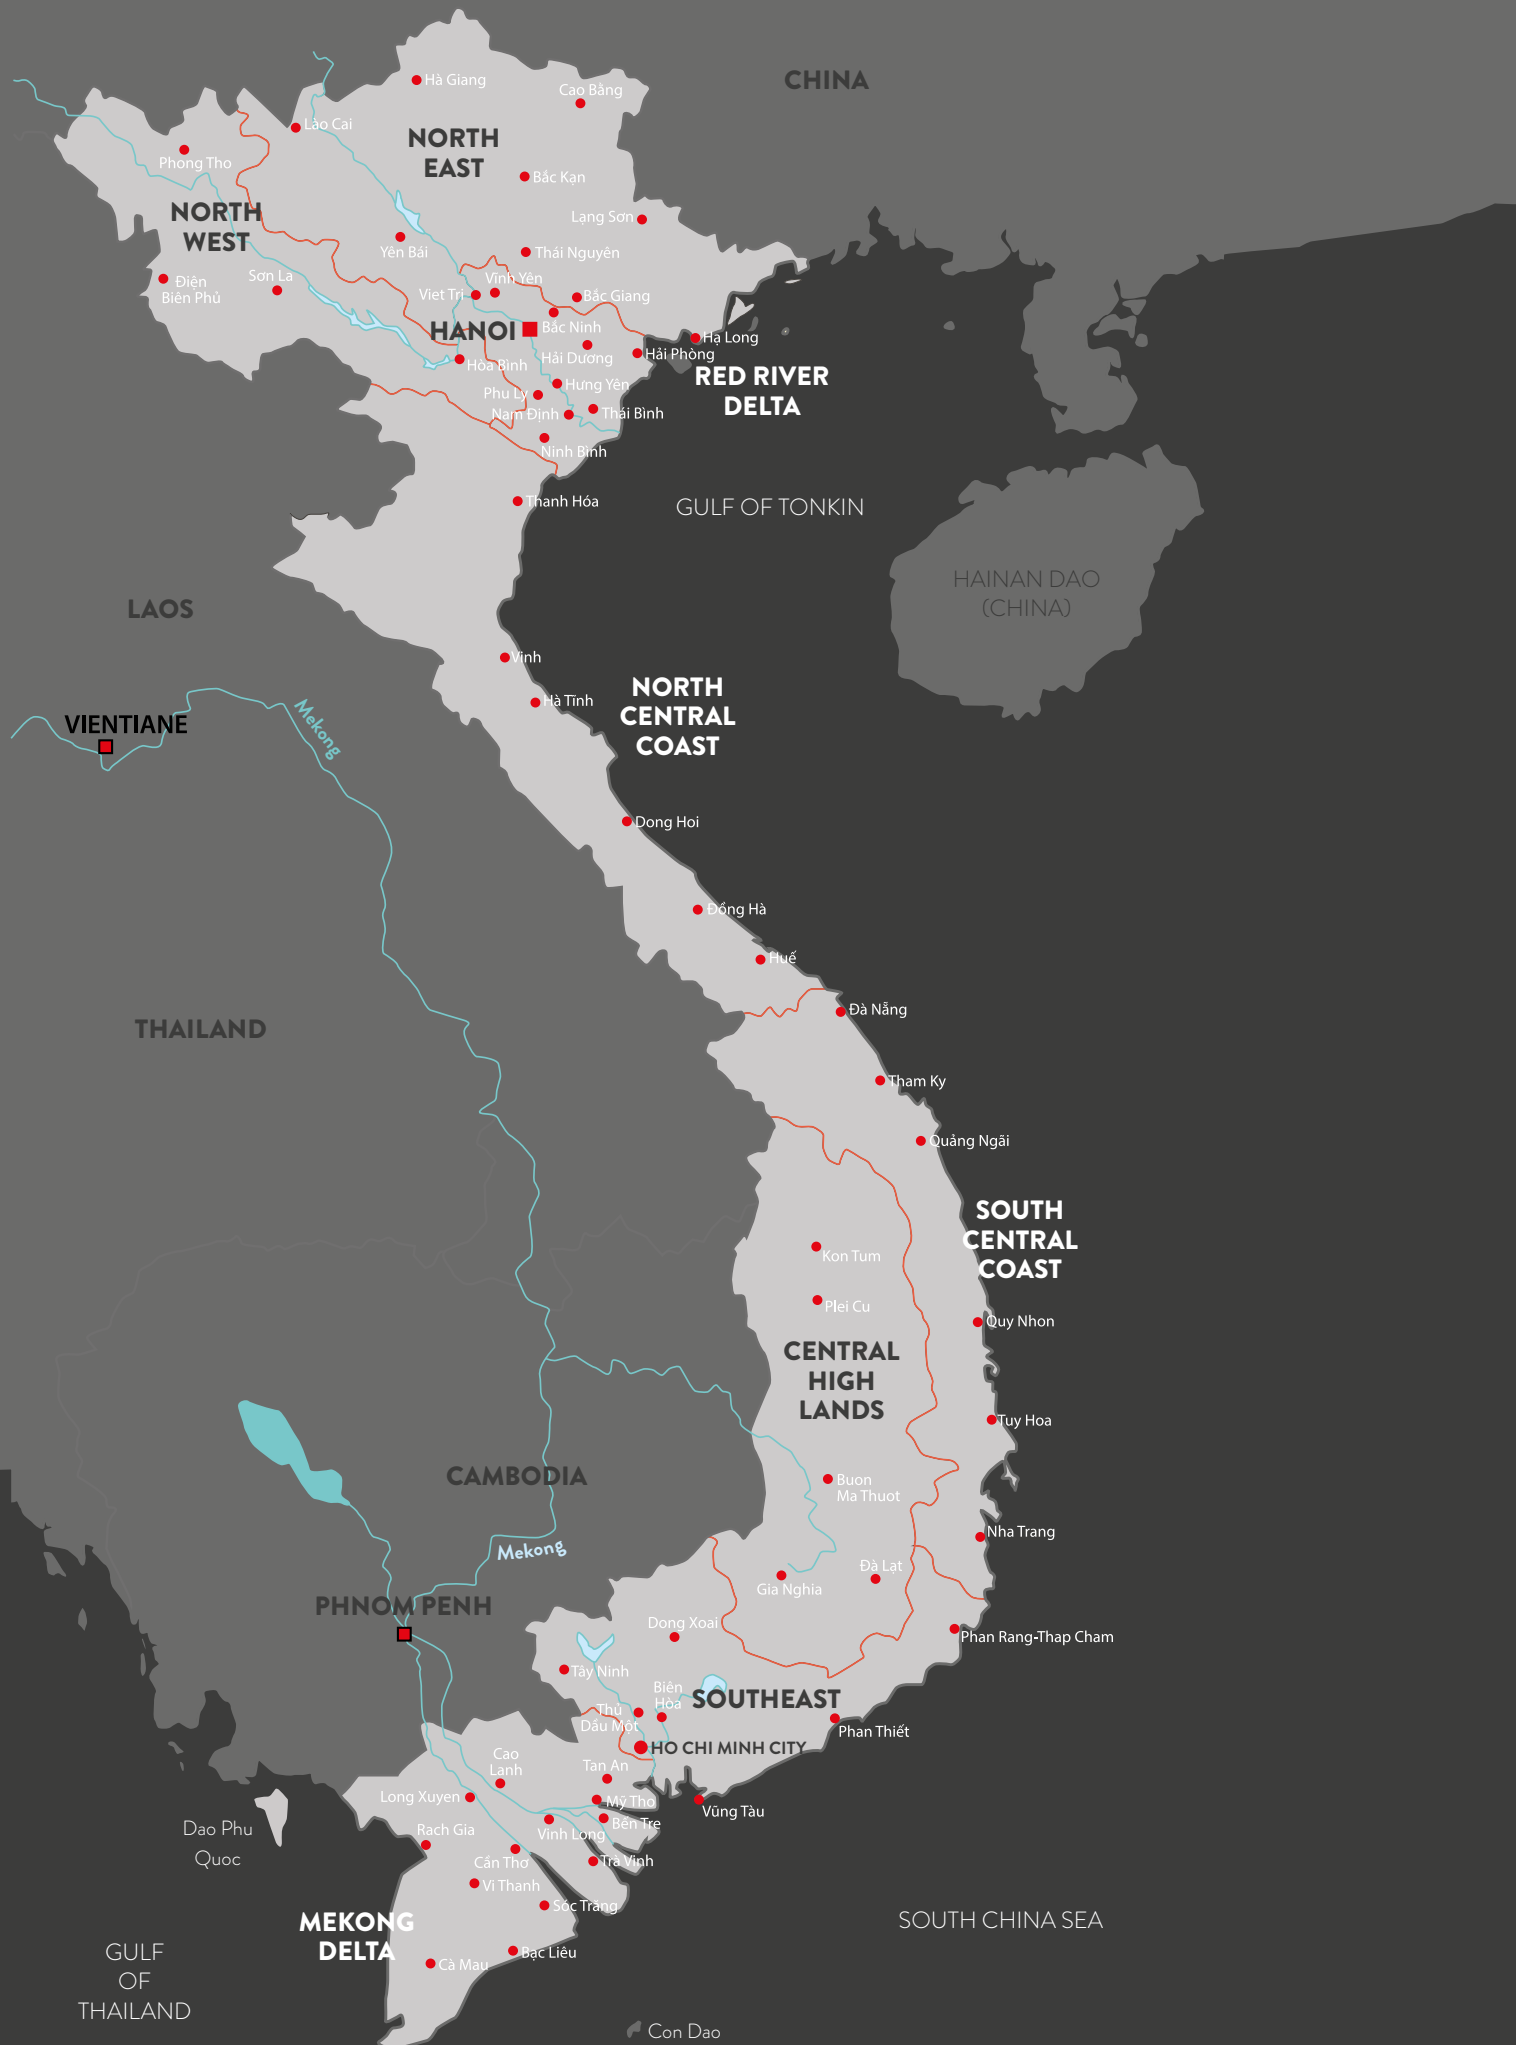 Hà Giang
CHINA
Cao Bằng
Lào Cai
NORTH
EAST
Phong Tho
Bắc Kạn
NORTH
WEST
Lạng Sơn
Yên Bái
Thái Nguyên
Điện
Biên Phủ
Sơn La
Vĩnh Yên
Viet Tri
Bắc Giang
HANOI
Bắc Ninh
Hạ Long
Hải Dương
Hải Phòng
Hòa Bình
RED RIVER
DELTA
Hưng Yên
Phu Ly
Nam Định
Thái Bình
Ninh Bình
Thanh Hóa
GULF OF TONKIN
HAINAN DAO
(CHINA)
LAOS
Vinh
Hà Tĩnh
NORTH
CENTRAL
COAST
VIENTIANE
Mekong
Dong Hoi
Đồng Hà
Huế
Đà Nẵng
THAILAND
Tham Ky
Quảng Ngãi
SOUTH
CENTRAL
COAST
Kon Tum
Plei Cu
Quy Nhon
CENTRAL
HIGH
LANDS
Tuy Hoa
CAMBODIA
Buon
Ma Thuot
Nha Trang
Mekong
Đà Lạt
Gia Nghia
PHNOM PENH
Dong Xoai
Phan Rang-Thap Cham
Tây Ninh
Biên
Hòa
SOUTHEAST
Thủ
Dầu Một
Phan Thiết
HO CHI MINH CITY
Cao
Lanh
Tan An
Long Xuyen
Mỹ Tho
Vũng Tàu
Bến Tre
Dao Phu
Quoc
Rach Gia
Vinh Long
Cần Thơ
Trà Vinh
Vi Thanh
Sóc Trăng
MEKONG
DELTA
SOUTH CHINA SEA
GULF
OF
THAILAND
Bạc Liêu
Cà Mau
Con Dao